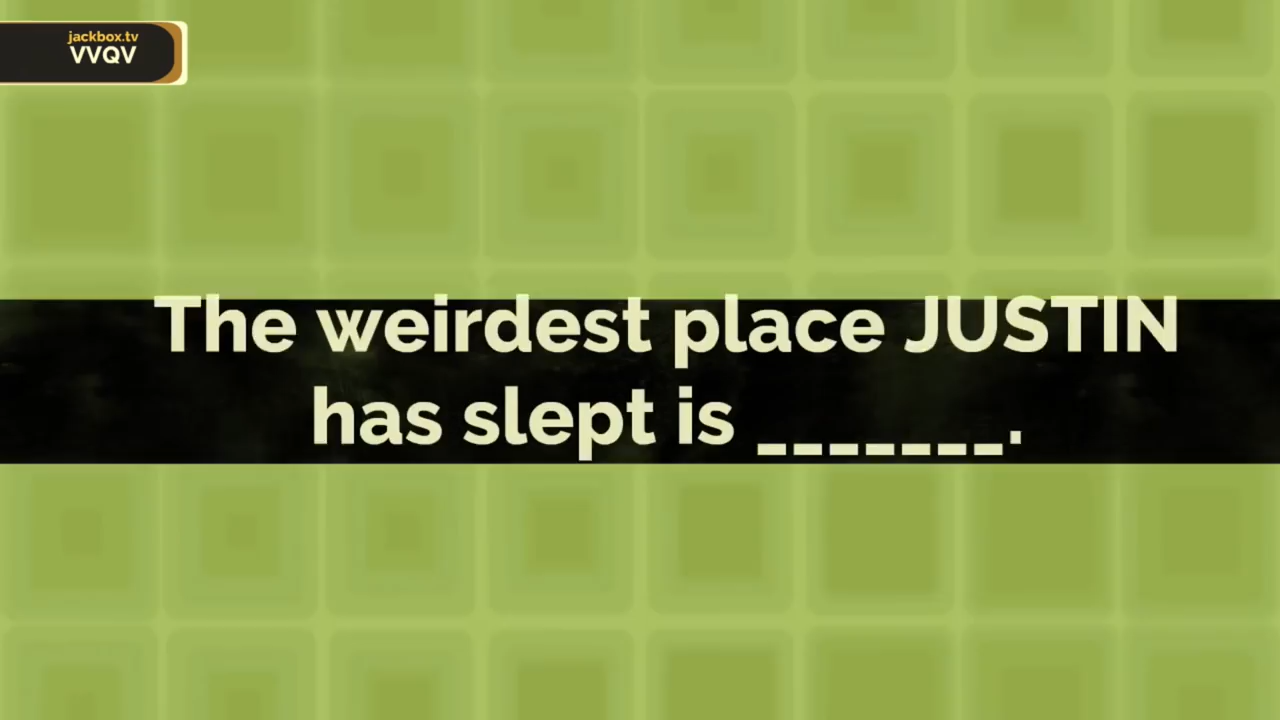 jackbox.tv
VVQV
The weirdest place JUSTIN
has slept is _______.